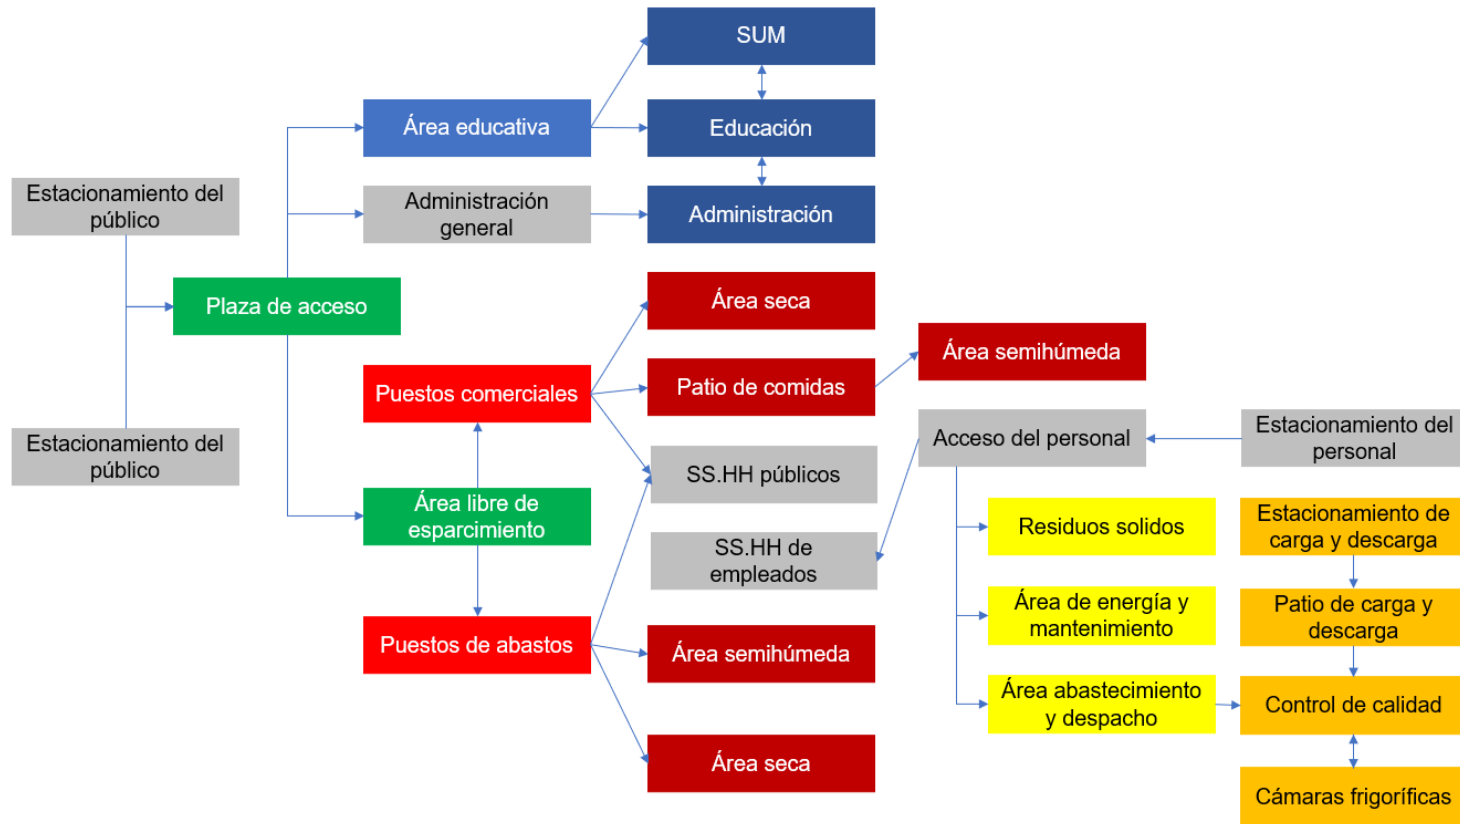 SUM
Área educativa
Educación
Estacionamiento del
público
Administración
general
Administración
Plaza de acceso
Área seca
Área semihúmeda
Puestos comerciales
Patio de comidas
Estacionamiento del
público
Acceso del personal
Estacionamiento del
personal
SS.HH públicos
Área libre de
esparcimiento
Residuos solidos
Estacionamiento de
carga y descarga
SS.HH de
empleados
Área de energía y
mantenimiento
Patio de carga y
descarga
Puestos de abastos
Área semihúmeda
Área abastecimiento
y despacho
Control de calidad
Área seca
Cámaras frigoríficas